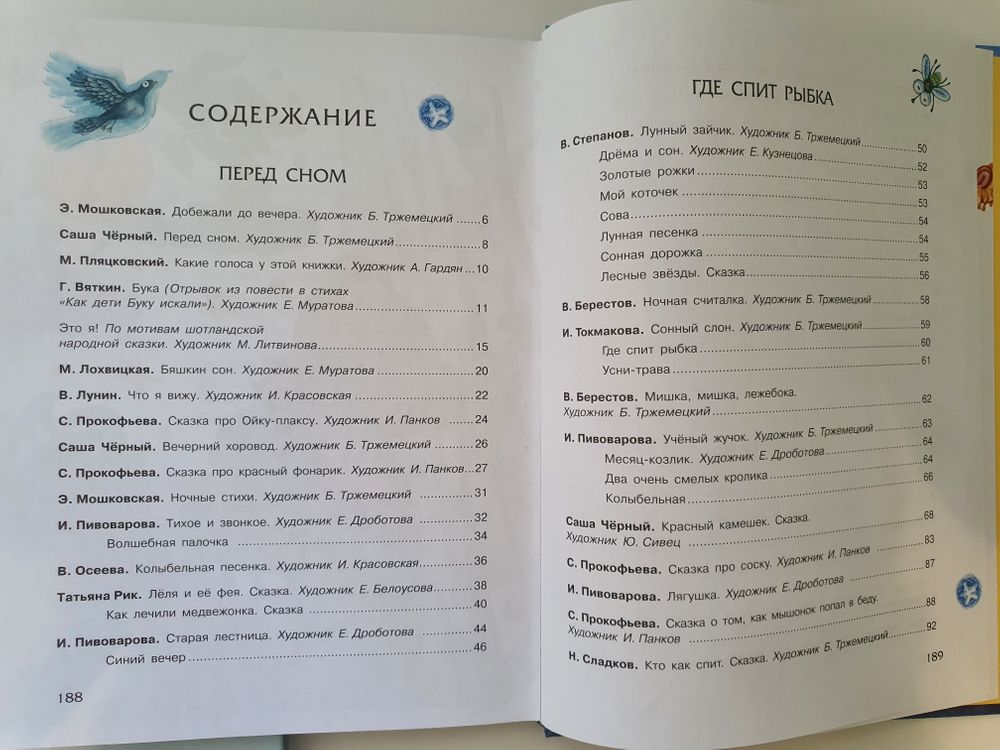 СОДЕРЖАНИЕ
ПЕРЕД СНОМ
Э. Мошковская. Добежали до вечера. Художник Б. Тржемецкий ......6
Саша Чёрный. Перед сном. Художник Б. Тржемецкий......................8
М. Пляцковский. Какие голоса у этой книжки. Художник А. Гардян ...10
Г. Вяткин. Бука (Отрывок из повести в стихах
«Как дети Буку искали»). Художник Е. Муратова..............................11
Это я! По мотивам шотландской
народной сказки. Художник М. Литвинова.......................................15
М. Лохвицкая. Бяшкин сон. Художник Е. Муратова .........................20
В. Лунин. Что я вижу. Художник И. Красовская ..............................22
С. Прокофьева. Сказка про Ойку-плаксу. Художник И. Панков .......24
Саша Чёрный. Вечерний хоровод. Художник Б. Тржемецкий ..........26
С. Прокофьева. Сказка про красный фонарик. Художник И. Панков...27
Э. Мошковская. Ночные стихи. Художник Б. Тржемецкий ...............31
И. Пивоварова. Тихое и звонкое. Художник Е. Дроботова ...............32
Волшебная палочка .................................................................34
В. Осеева. Колыбельная песенка. Художник И. Красовская..............36
Татьяна Рик. Лёля и её фея. Сказка. Художник Е. Белоусова...........38
Как лечили медвежонка. Сказка ..............................................40
И. Пивоварова. Старая лестница. Художник Е. Дроботова ..............44
Синий вечер............................................................................46
188
ГДЕ СПИТ РЫБКА
В. Степанов. Лунный зайчик. Художник Б. Тржемецкий................50
Дрёма и сон. Художник Е. Кузнецова.........................52
Золотые рожки..........................................................53
Мой коточек..............................................................53
Сова..........................................................................54
Лунная песенка..........................................................54
Сонная дорожка.........................................................55
Лесные звёзды. Сказка...............................................56
В. Берестов. Ночная считалка. Художник Б. Тржемецкий..............58
И. Токмакова. Сонный слон. Художник Б. Тржемецкий.................59
Где спит рыбка...........................................................60
Усни-трава.................................................................61
В. Берестов. Мишка, мишка, лежебока.
Художник Б. Тржемецкий.........................................................62
И. Пивоварова. Учёный жучок. Художник Б. Тржемецкий.............63
Месяц-козлик. Художник Е. Дроботова.......................64
Два очень смелых кролика..........................................64
Колыбельная..............................................................66
Саша Чёрный. Красный камешек. Сказка.
Художник Ю. Сивец ................................................................68
С. Прокофьева. Сказка про соску. Художник И. Панков ...............83
И. Пивоварова. Лягушка. Художник Е. Дроботова........................87
С. Прокофьева. Сказка о том, как мышонок попал в беду.
Художник И. Панков ................................................................88
Н. Сладков. Кто как спит. Сказка. Художник Б. Тржемецкий..........92
189